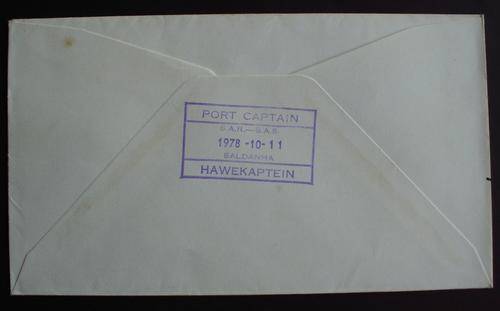 PORT CAPTAIN
S.A.R.—S.A.S.
1978 -10- 11
SALDANHA
HAWEKAPTEIN